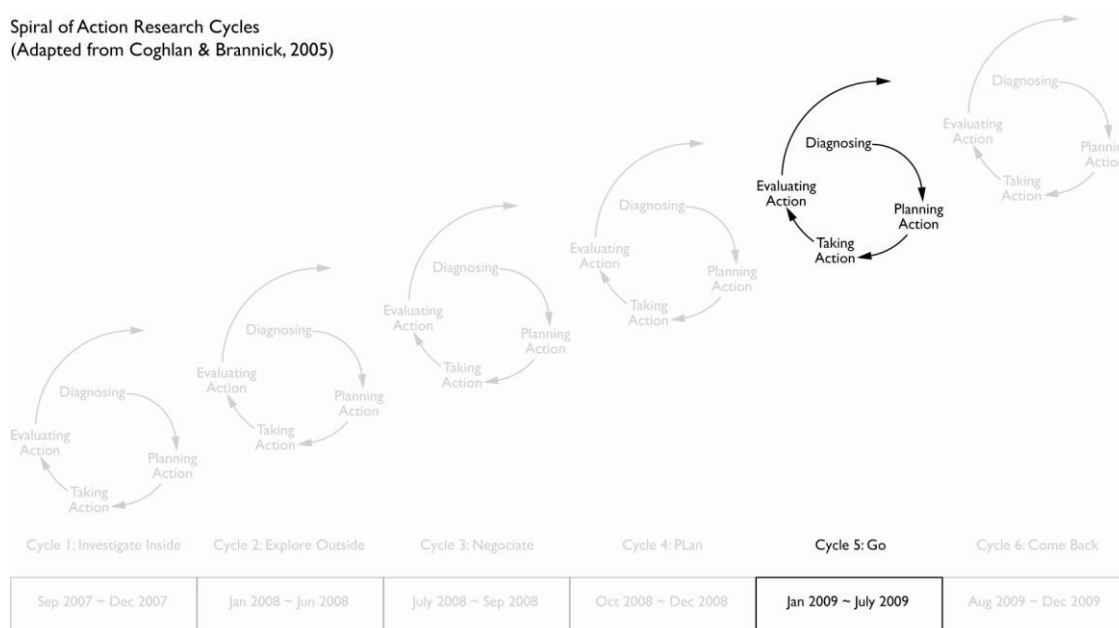 Spiral of Action Research Cycles
(Adapted from Coghlan & Brannick, 2005)
Diagnosing
Planning
Action
Taking
Action
Evaluating
Action
Diagnosing
Planning
Action
Taking
Action
Evaluating
Action
Diagnosing
Planning
Action
Taking
Action
Evaluating
Action
Diagnosing
Planning
Action
Taking
Action
Evaluating
Action
Diagnosing
Planning
Action
Taking
Action
Evaluating
Action
Diagnosing
Planning
Action
Taking
Action
Evaluating
Action
Cycle 1: Investigate Inside
Cycle 2: Explore Outside
Cycle 3: Negociate
Cycle 4: PLan
Cycle 5: Go
Cycle 6: Come Back
Sep 2007 ~ Dec 2007
Jan 2008 ~ Jun 2008
July 2008 ~ Sep 2008
Oct 2008 ~ Dec 2008
Jan 2009 ~ July 2009
Aug 2009 ~ Dec 2009